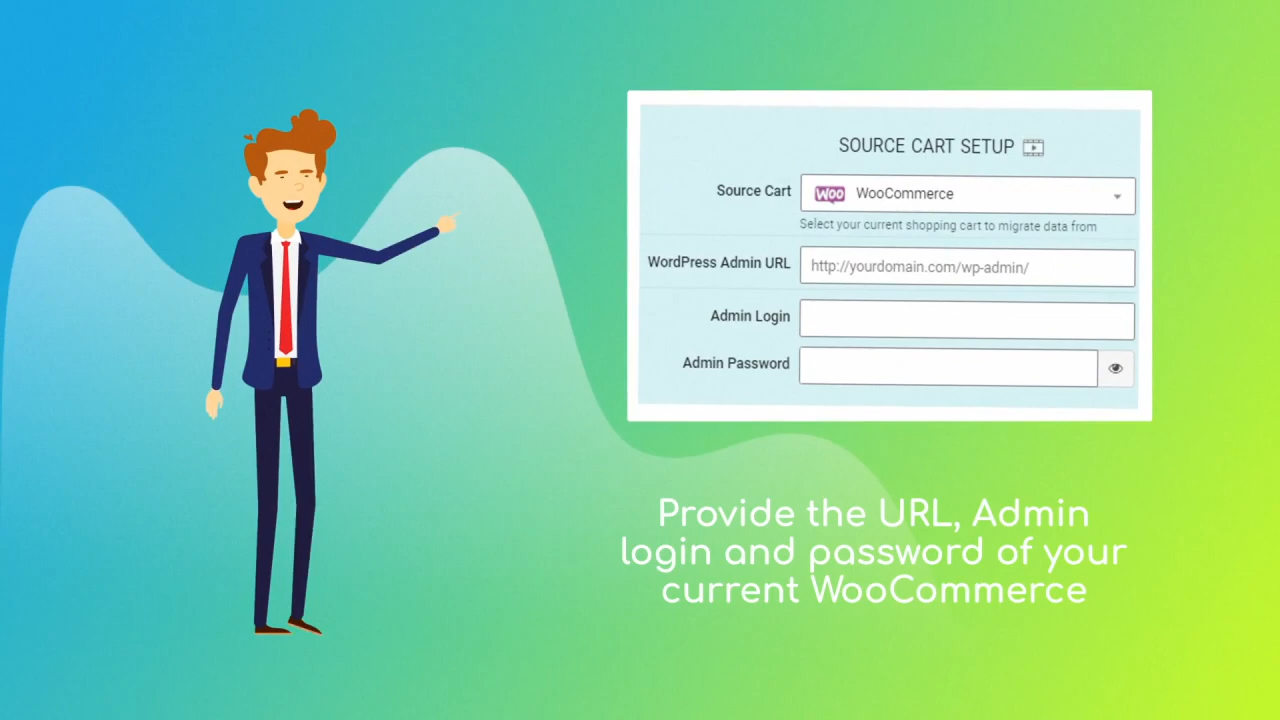 SOURCE CART SETUP
Source Cart
WOO WooCommerce
Select your current shopping cart to migrate data from
WordPress Admin URL
http://yourdomain.com/wp-admin/
Admin Login
Admin Password
Provide the URL, Admin
login and password of your
current WooCommerce